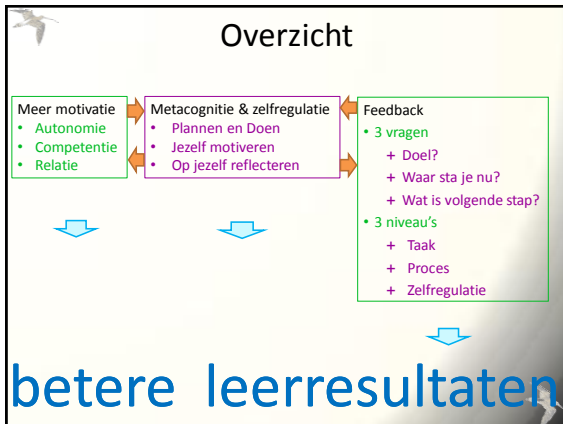 Overzicht
Meer motivatie
• Autonomie
• Competentie
• Relatie
Metacognitie & zelfregulatie
• Plannen en Doen
• Jezelf motiveren
• Op jezelf reflecteren
Feedback
• 3 vragen
+ Doel?
+ Waar sta je nu?
+ Wat is volgende stap?
• 3 niveau's
+ Taak
+ Proces
+ Zelfregulatie
betere leerresultaten